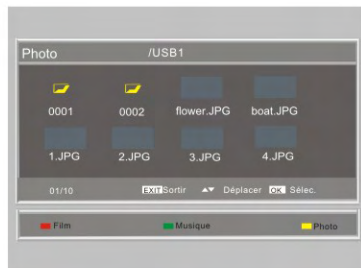 Photo /USB1
0001 0002 flower.JPG boat.JPG
1.JPG 2.JPG 3.JPG 4.JPG
01/10 EXIT Sortir ▲▼ Déplacer OK Sélec.
Film Musique Photo